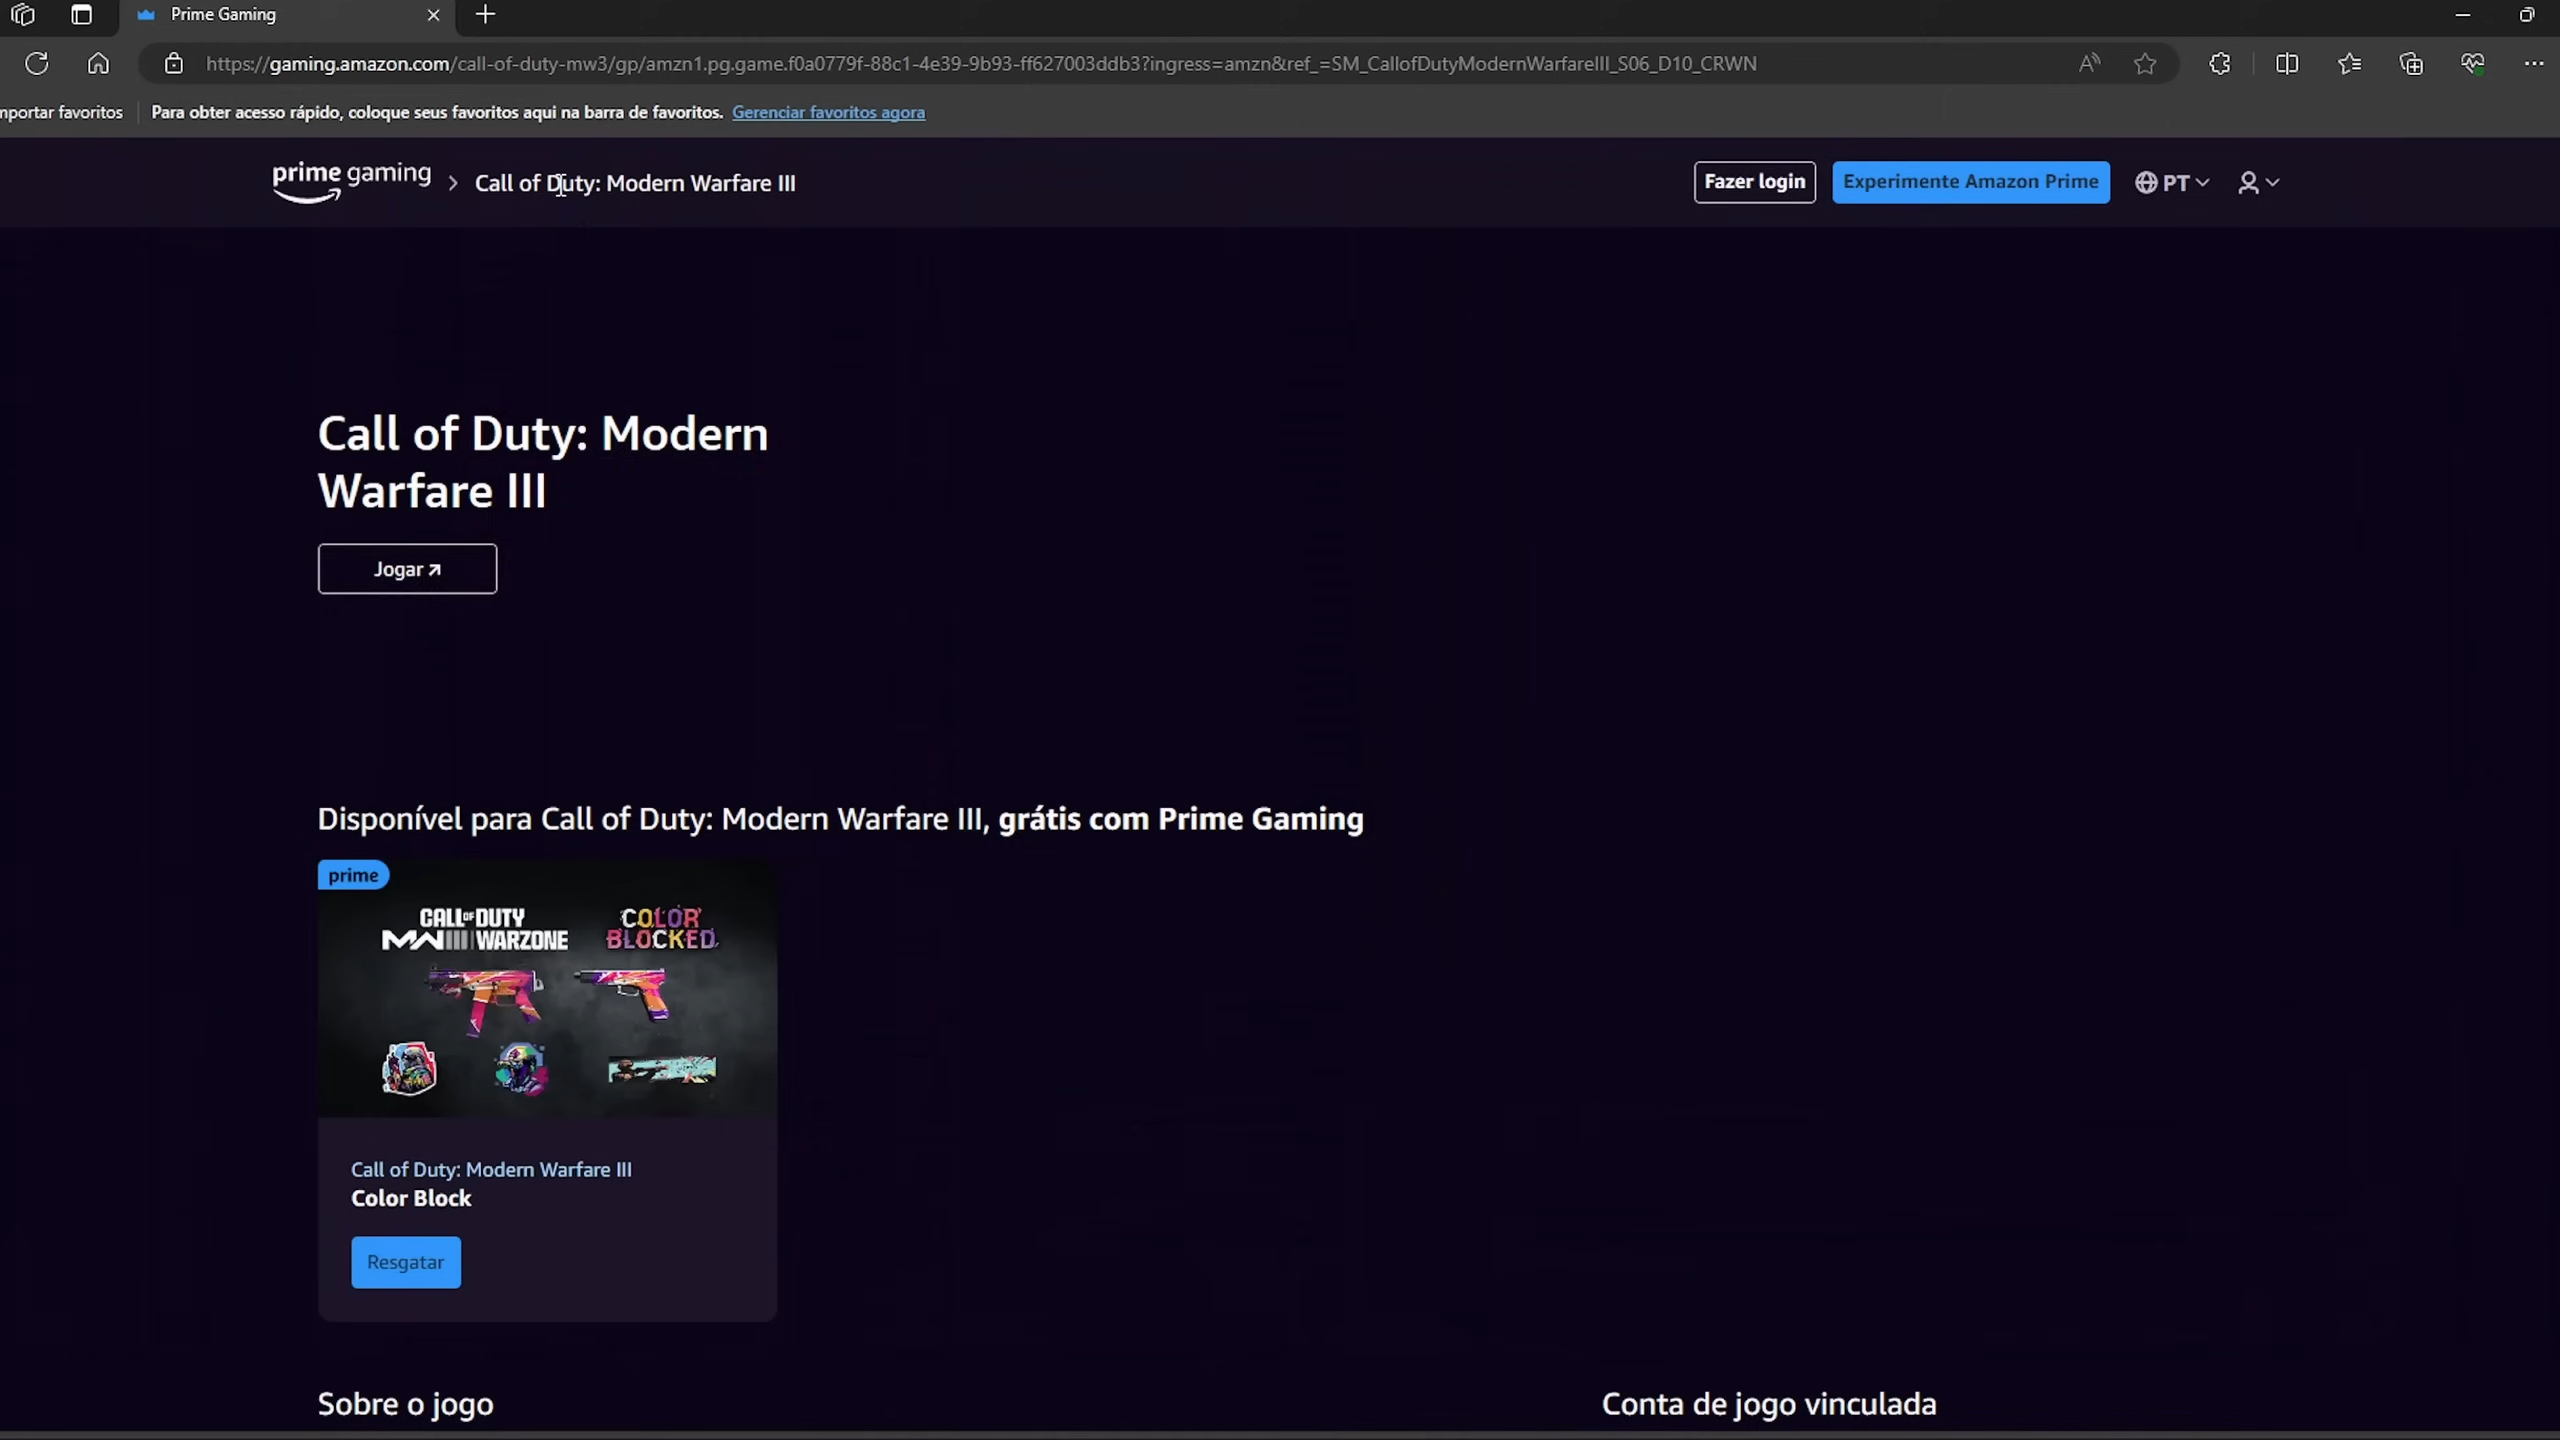 Prime Gaming
https://gaming.amazon.com/call-of-duty-mw3/gp/amzn1.pg.game.f0a0779f-88c1-4e39-9b93-ff627003ddb3?ingress=amzn&ref_=SM_CallofDutyModernWarfareIII_S06_D10_CRWN
mportar favoritos Para obter acesso rápido, coloque seus favoritos aqui na barra de favoritos. Gerenciar favoritos agora
prime gaming > Call of Duty: Modern Warfare III Fazer login Experimente Amazon Prime PT
Call of Duty: Modern
Warfare III
Jogar
Disponível para Call of Duty: Modern Warfare III, grátis com Prime Gaming
prime
CALL OF DUTY
MWIII WARZONE
COLOR
BLOCKED
Call of Duty: Modern Warfare III
Color Block
Resgatar
Sobre o jogo
Conta de jogo vinculada